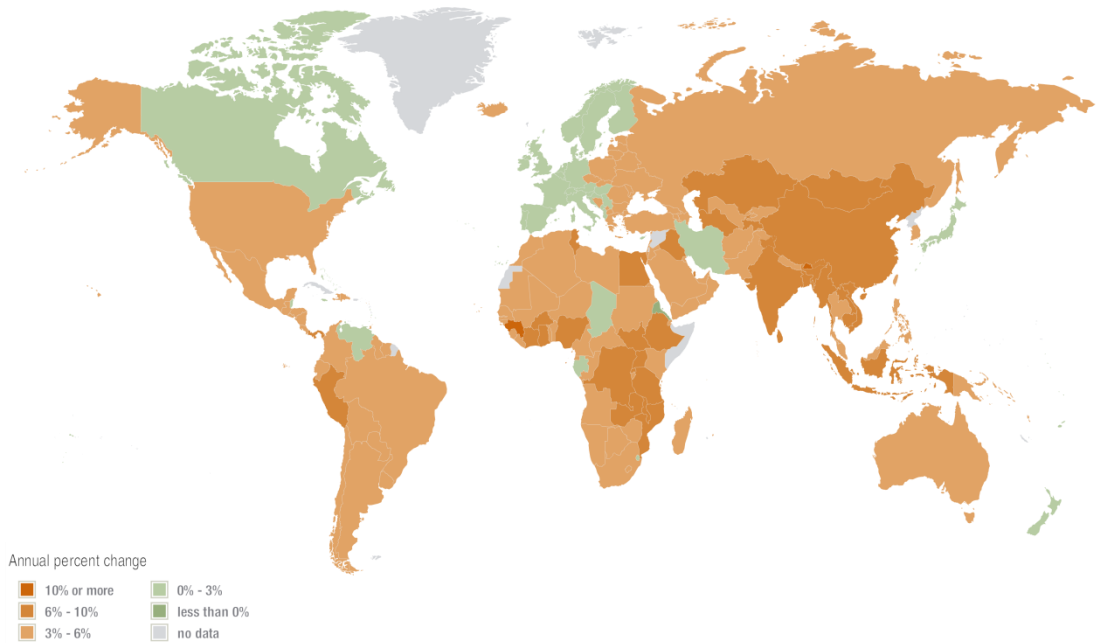 Annual percent change
10% or more
6% - 10%
3% - 6%
0% - 3%
less than 0%
no data